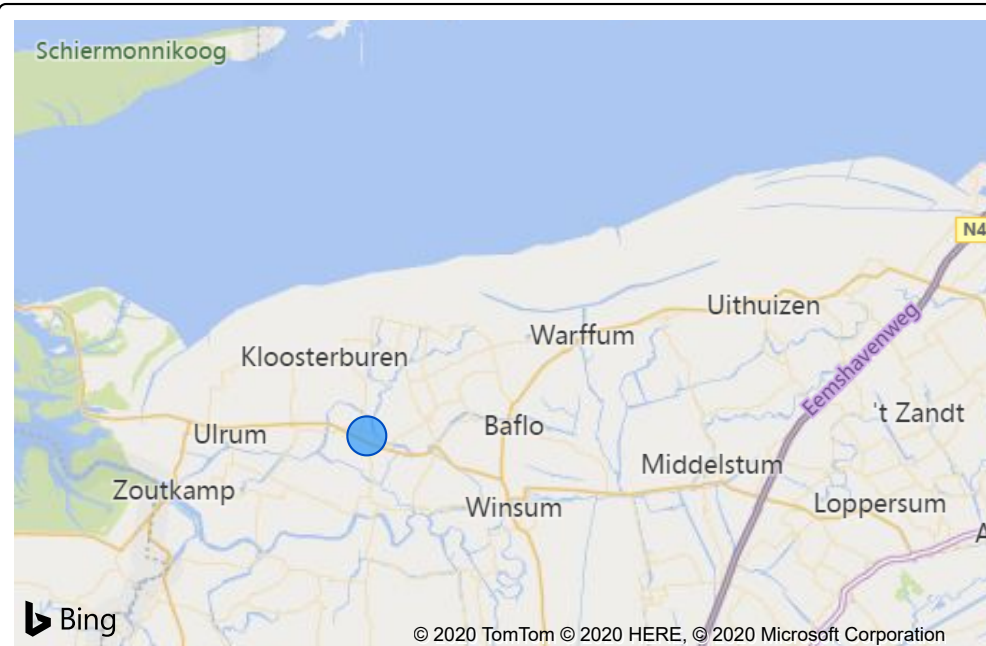 Schiermonnikoog
N4
Uithuizen
Warffum
Kloosterburen
Eemshavenweg
't Zandt
Baflo
Ulrum
Middelstum
Zoutkamp
Loppersum
Winsum
A
Bing
© 2020 TomTom © 2020 HERE, © 2020 Microsoft Corporation